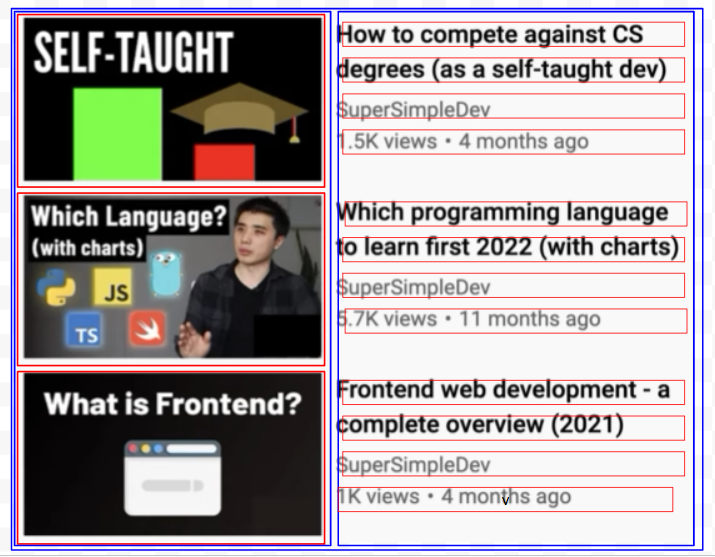 SELF-TAUGHT
How to compete against CS
degrees (as a self-taught dev)
SuperSimpleDev
1.5K views • 4 months ago
Which Language?
(with charts)
JS
TS
Which programming language
to learn first 2022 (with charts)
SuperSimpleDev
5.7K views • 11 months ago
What is Frontend?
Frontend web development - a
complete overview (2021)
SuperSimpleDev
1K views • 4 months ago
v